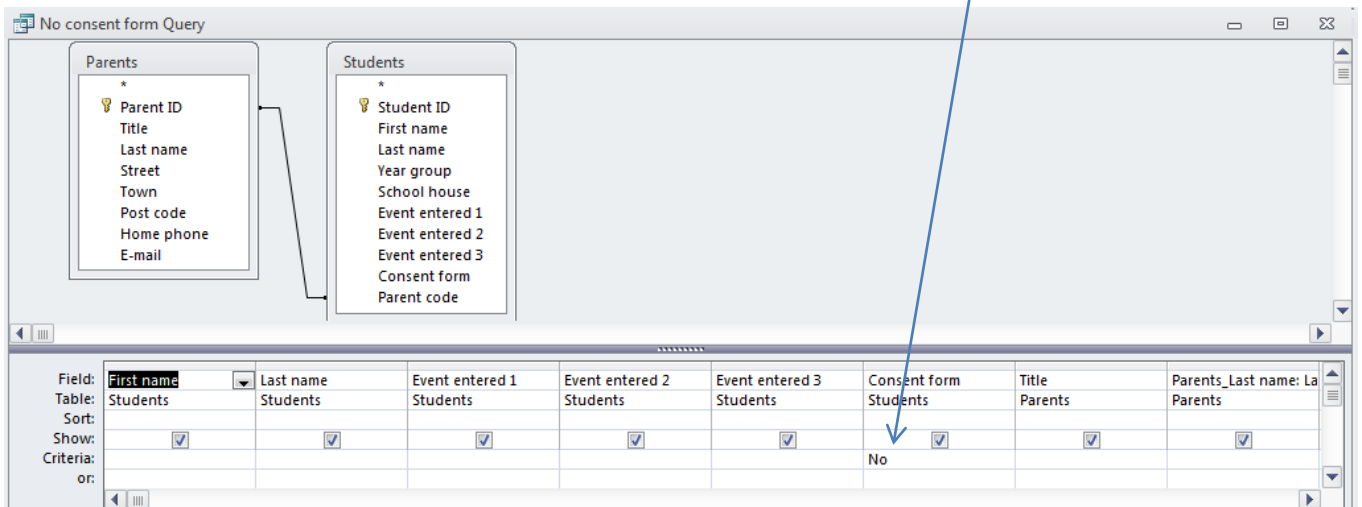 No consent form Query
Parents
*
Parent ID
Title
Last name
Street
Town
Post code
Home phone
E-mail
Students
*
Student ID
First name
Last name
Year group
School house
Event entered 1
Event entered 2
Event entered 3
Consent form
Parent code
Field: First name Last name Event entered 1 Event entered 2 Event entered 3 Consent form Title Parents_Last name: La
Table: Students Students Students Students Students Students Parents Parents
Sort:
Show:
Criteria: No
or: